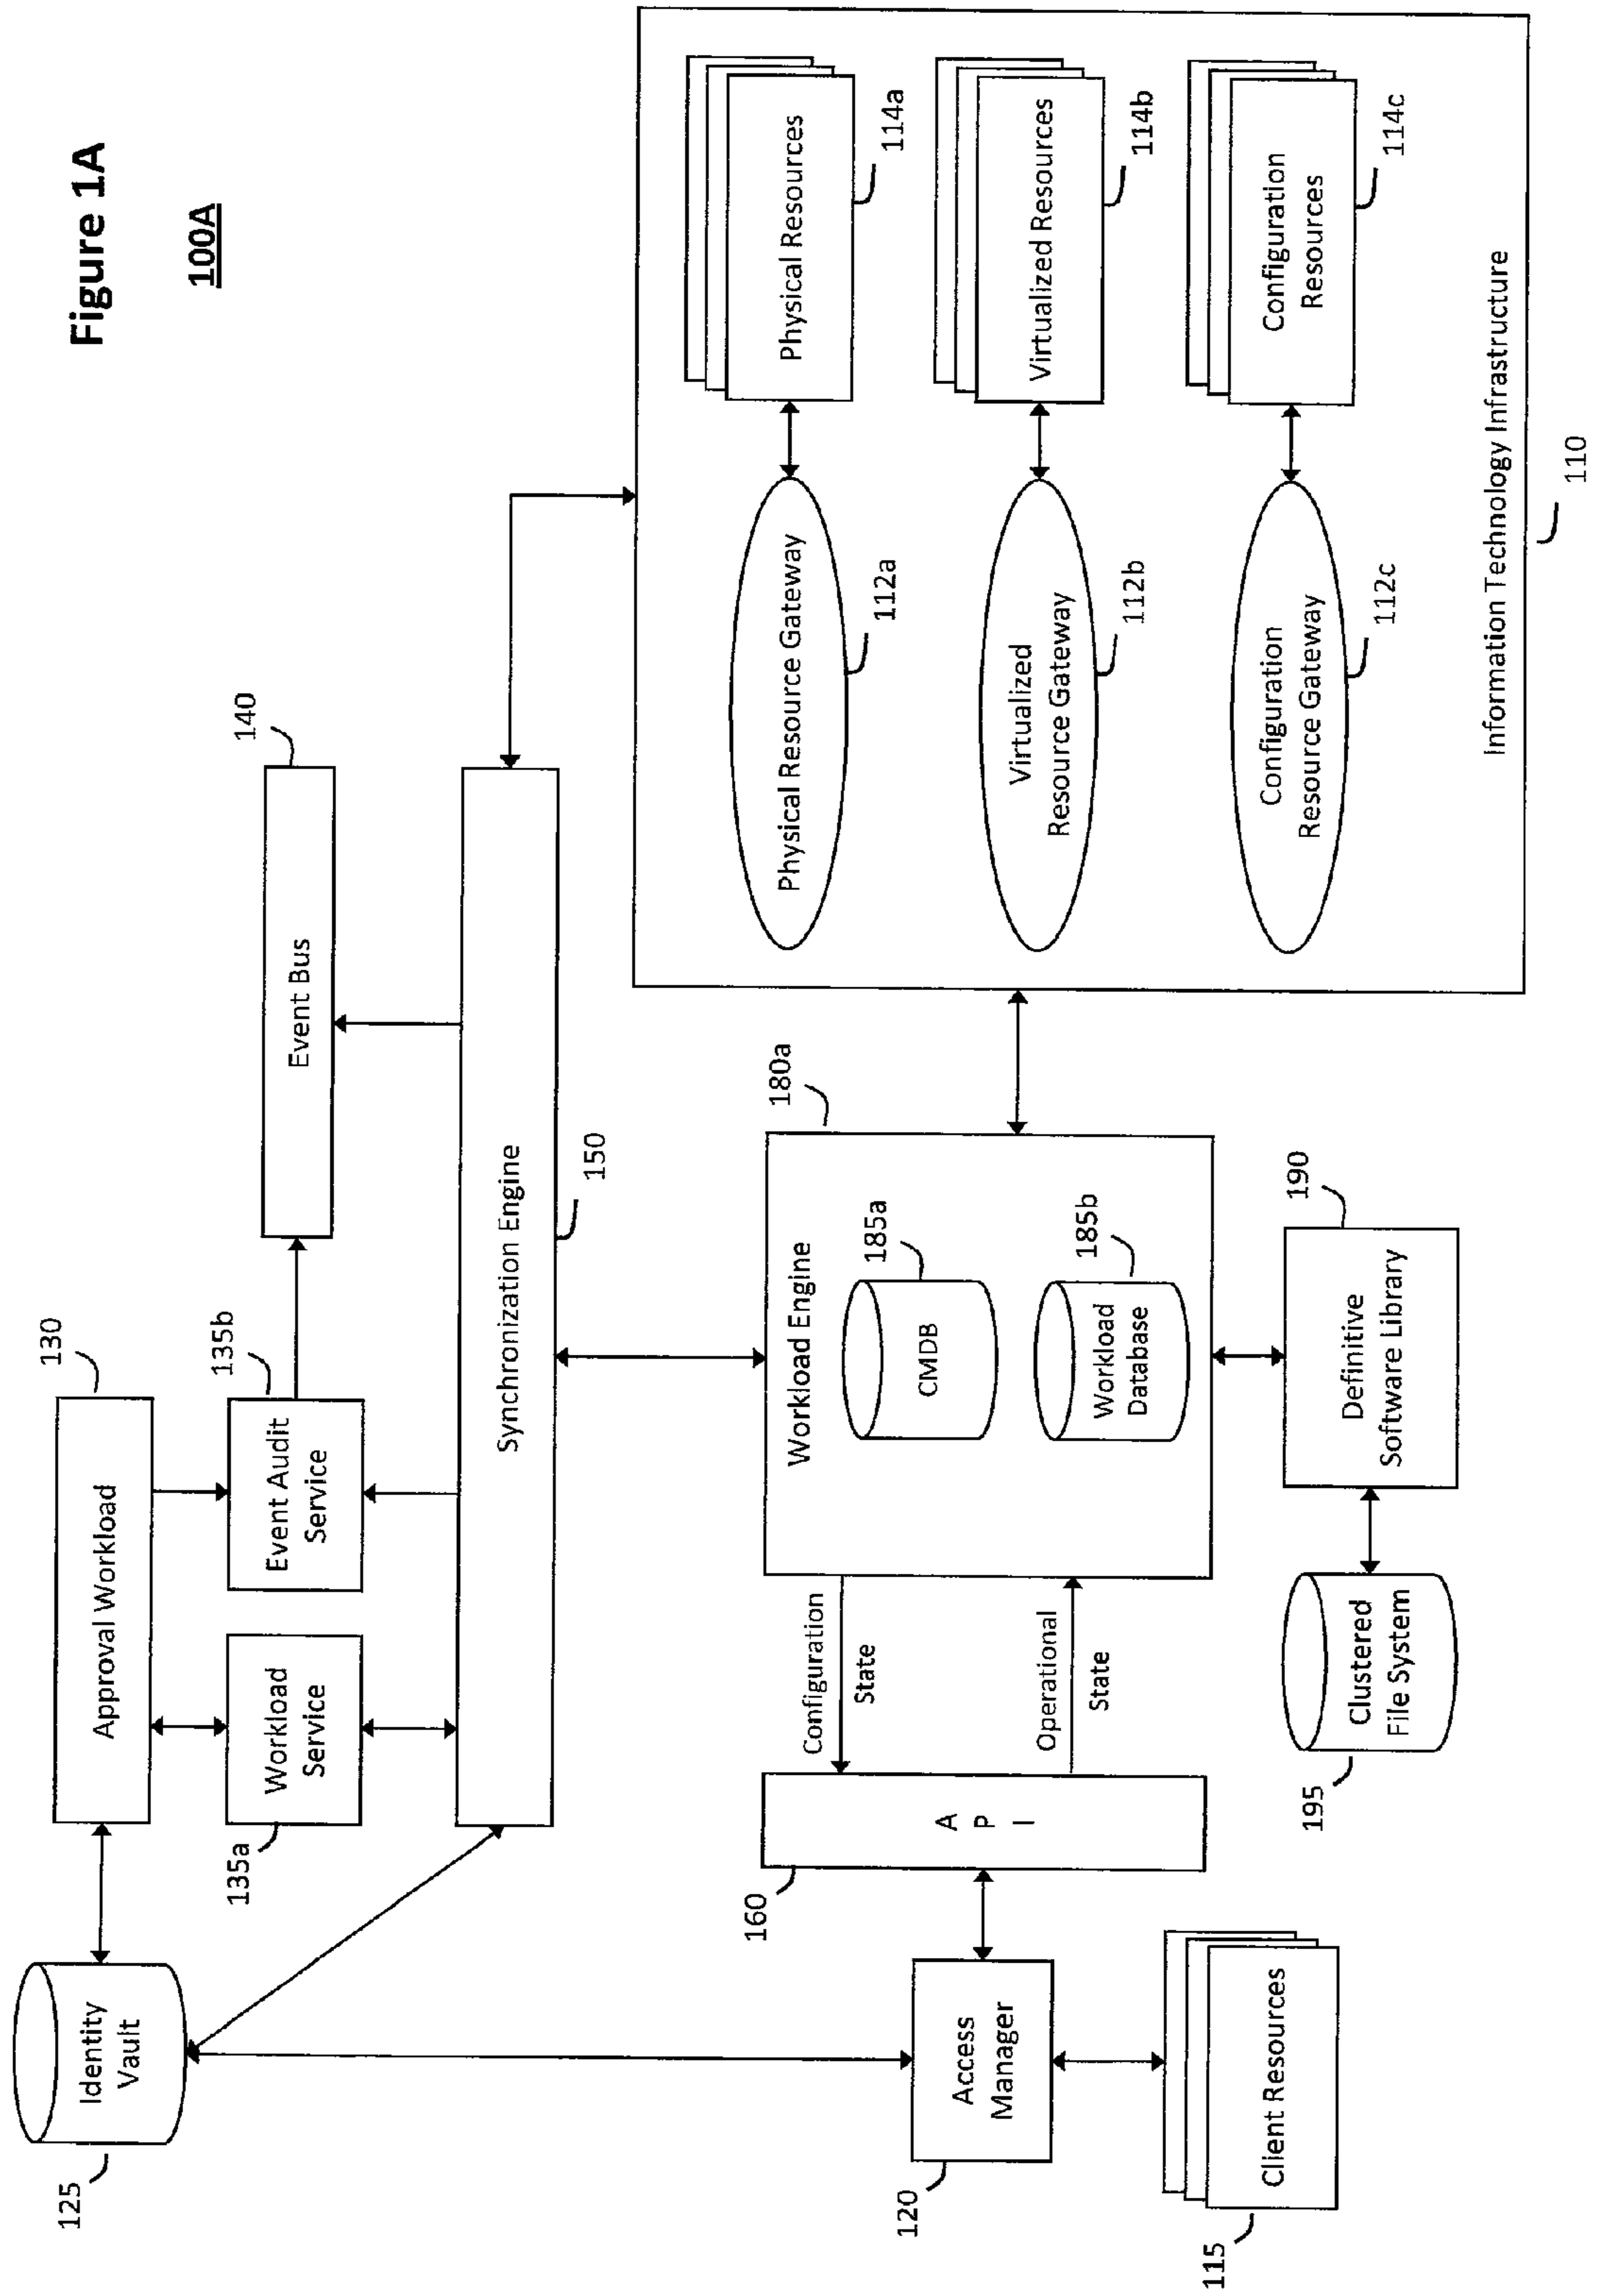 Figure 1A
100A
Identity
Vault
125
Approval Workload
130
Workload
Service
135a
Event Audit
Service
135b
Event Bus
140
Synchronization Engine
150
Access
Manager
120
Client Resources
115
A
P
I
160
Configuration
State
Operational
State
Workload Engine
180a
CMDB
185a
Workload
Database
185b
Definitive
Software Library
190
Clustered
File System
195
Physical Resource Gateway
112a
Physical Resources
114a
Virtualized
Resource Gateway
112b
Virtualized Resources
114b
Configuration
Resource Gateway
112c
Configuration
Resources
114c
Information Technology Infrastructure
110